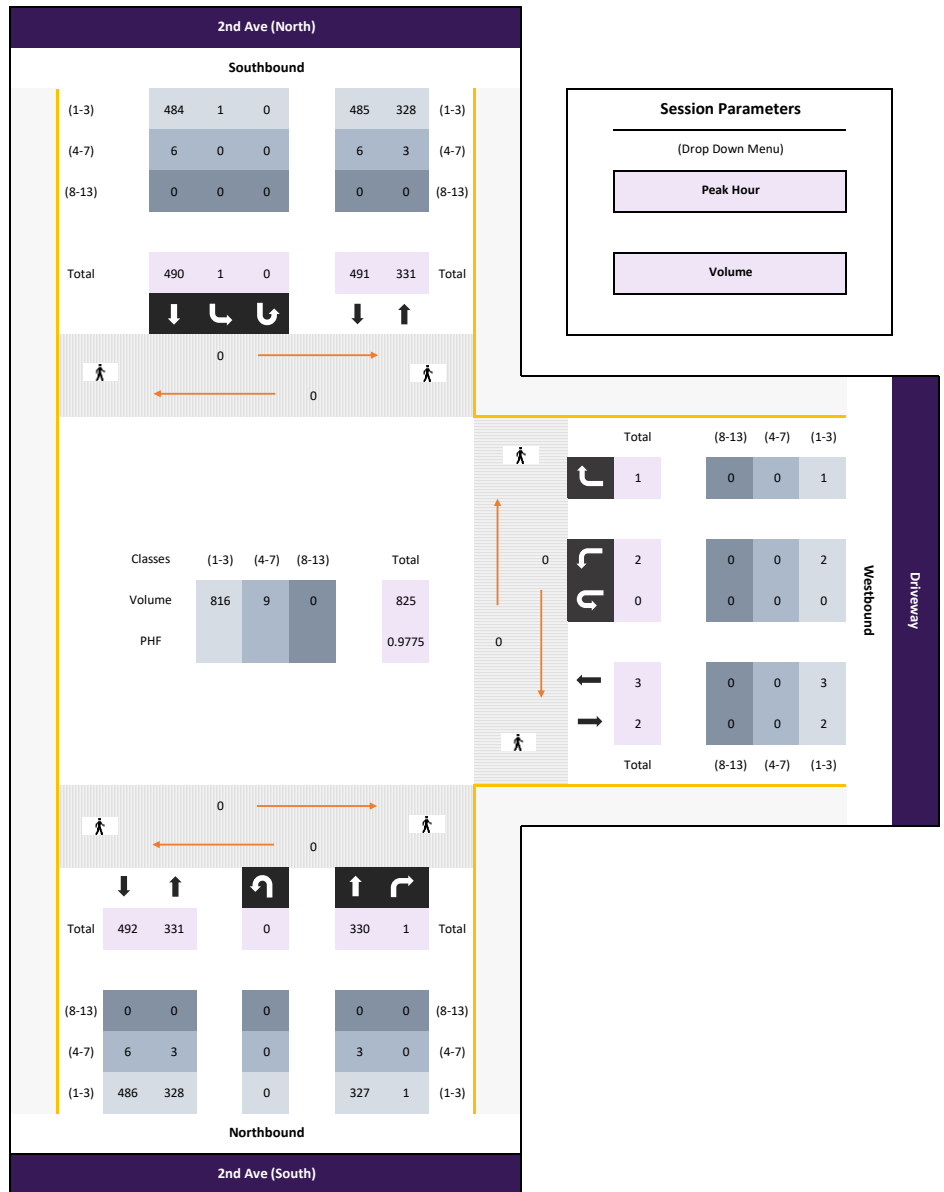 2nd Ave (North)
Southbound
(1-3) 484 1 0 485 328 (1-3)
(4-7) 6 0 0 6 3 (4-7)
(8-13) 0 0 0 0 0 (8-13)
Total 490 1 0 491 331 Total
0
0
Session Parameters
(Drop Down Menu)
Peak Hour
Volume
Total (8-13) (4-7) (1-3)
1 0 0 1
0 2 0 0 2
0 0 0 0
0
3 0 0 3
2 0 0 2
Total (8-13) (4-7) (1-3)
Westbound
Driveway
Classes (1-3) (4-7) (8-13) Total
Volume 816 9 0 825
PHF 0.9775
0
0
Total 492 331 0 330 1 Total
(8-13) 0 0 0 0 0 (8-13)
(4-7) 6 3 0 3 0 (4-7)
(1-3) 486 328 0 327 1 (1-3)
Northbound
2nd Ave (South)